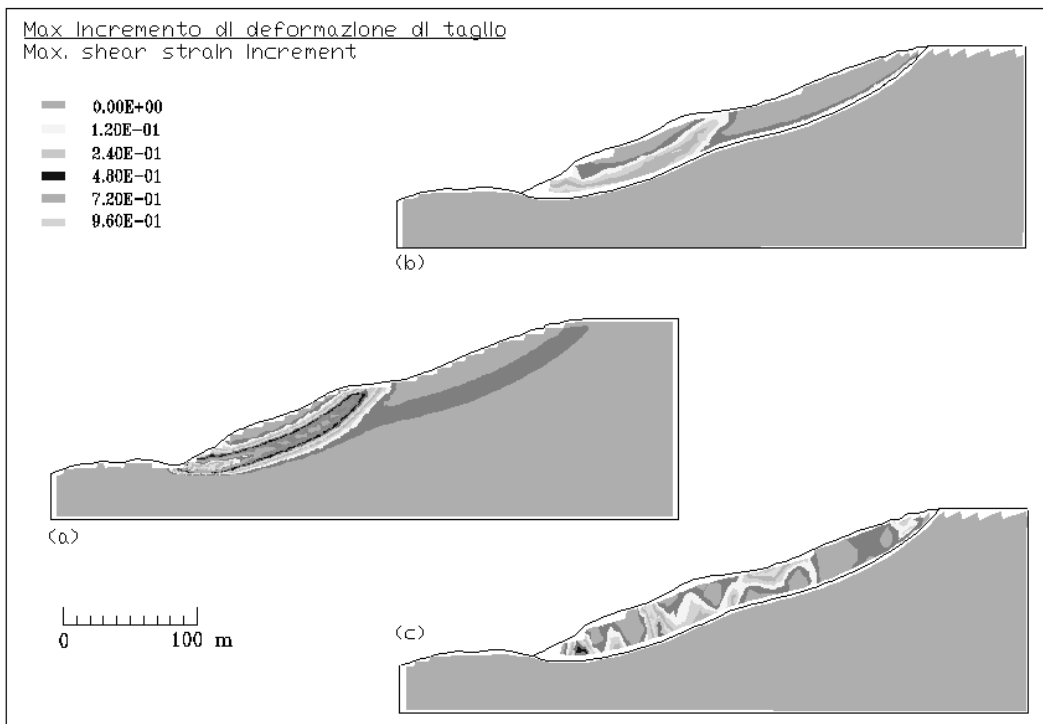 Max Incremento di deformazione di taglio
Max. shear strain increment
0.00E+00
1.20E-01
2.40E-01
4.80E-01
7.20E-01
9.60E-01
(b)
(a)
(c)
0 100 m